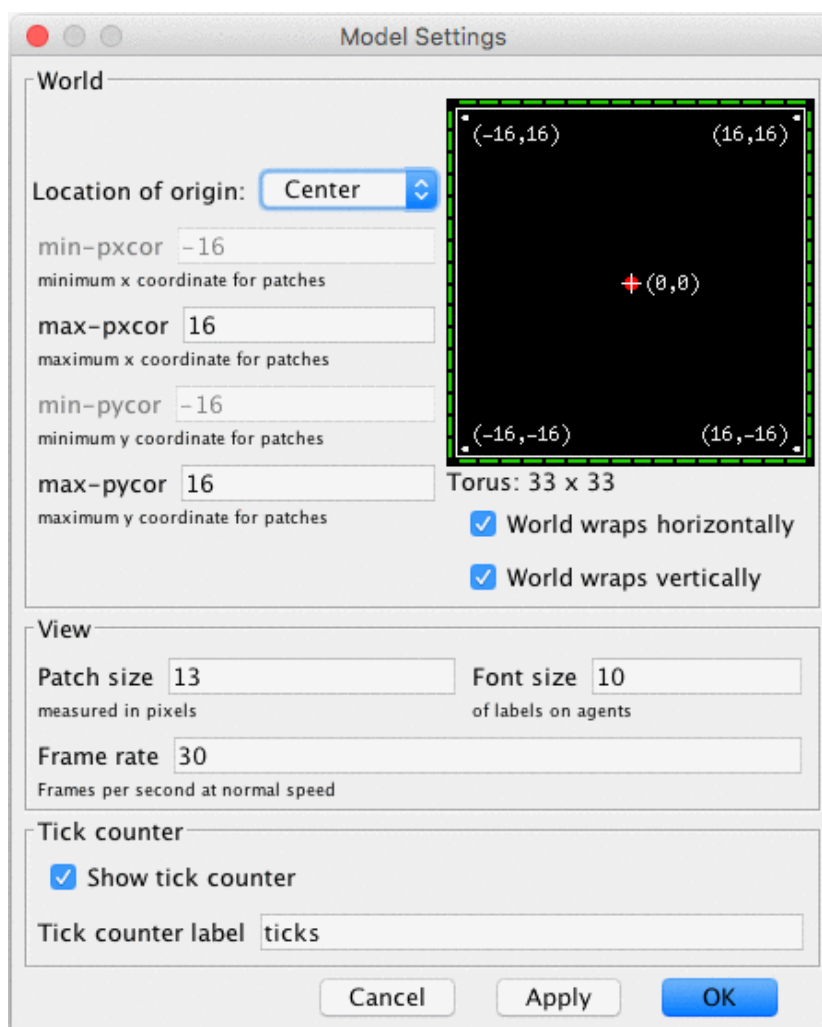 Model Settings
World
(-16,16) (16,16)
Location of origin: Center
min-pxcor -16
(0,0)
minimum x coordinate for patches
max-pxcor 16
maximum x coordinate for patches
min-pycor -16
minimum y coordinate for patches
(-16,-16) (16,-16)
max-pycor 16
Torus: 33 x 33
maximum y coordinate for patches
World wraps horizontally
World wraps vertically
View
Patch size 13 Font size 10
measured in pixels of labels on agents
Frame rate 30
Frames per second at normal speed
Tick counter
Show tick counter
Tick counter label ticks
Cancel Apply OK